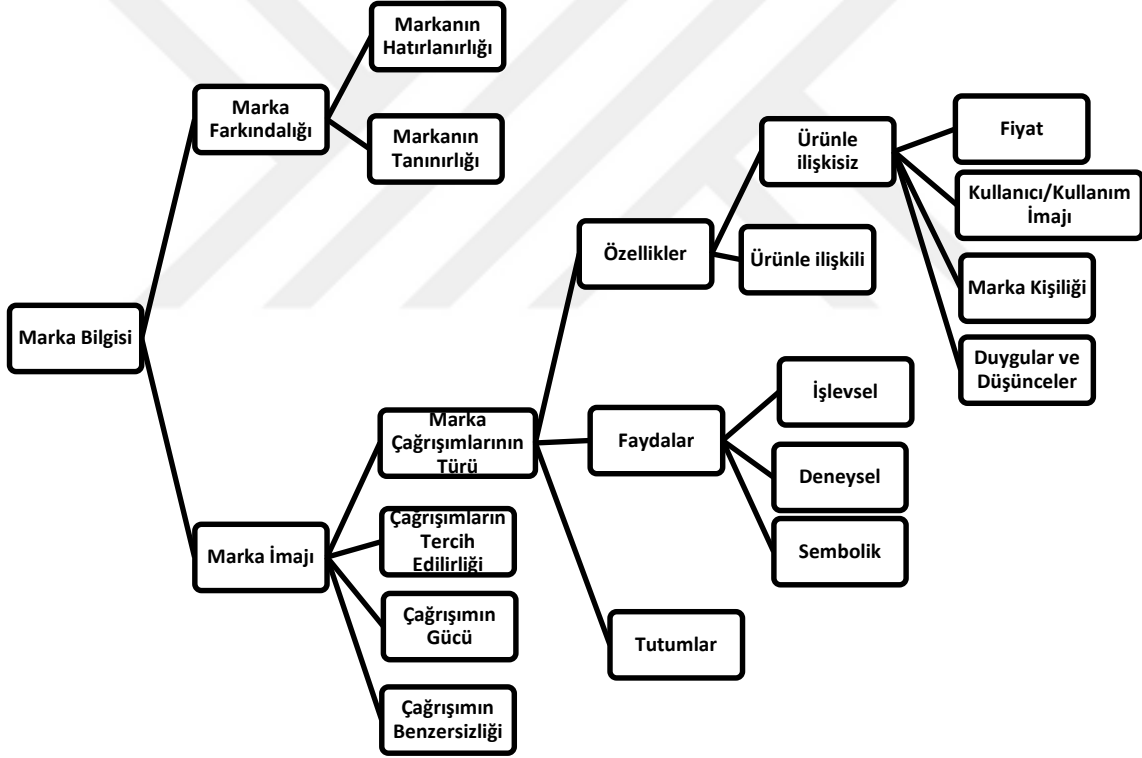 Markanın
Hatırlanırlığı
Marka
Farkındalığı
Markanın
Tanınırlığı
Ürünle
ilişkisiz
Fiyat
Kullanıcı/Kullanım
İmajı
Özellikler
Ürünle ilişkili
Marka Kişiliği
Marka Bilgisi
Duygular ve
Düşünceler
Marka
Çağrışımlarının
Türü
Faydalar
İşlevsel
Deneysel
Sembolik
Marka İmajı
Çağrışımların
Tercih
Edilirliği
Çağrışımın
Gücü
Tutumlar
Çağrışımın
Benzersizliği